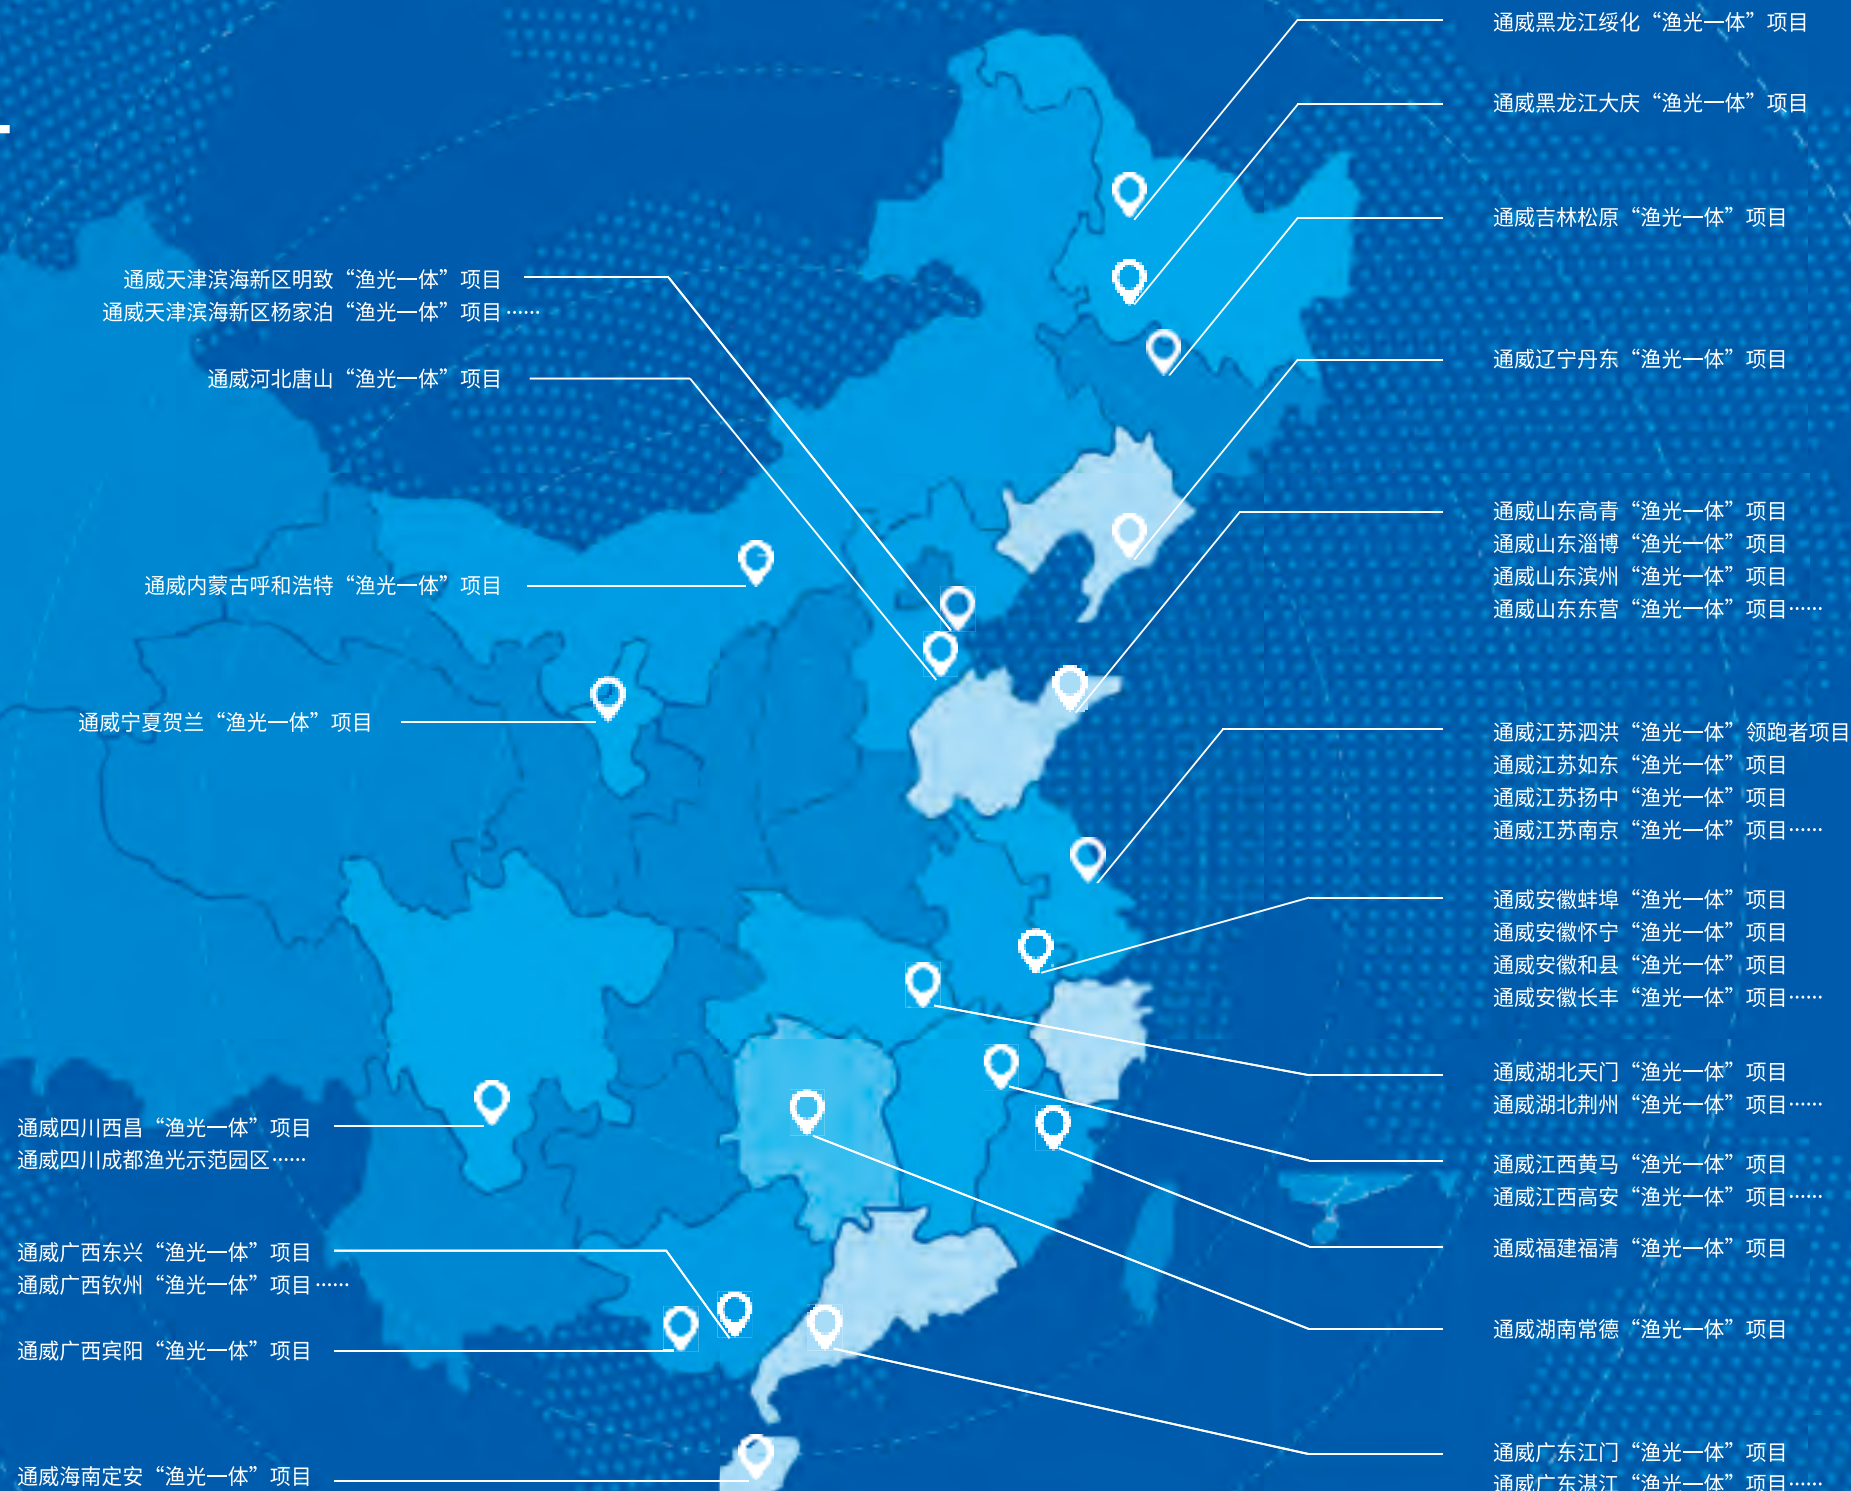 通威天津滨海新区明致“渔光一体”项目
通威天津滨海新区杨家泊“渔光一体”项目······
通威河北唐山“渔光一体”项目
通威内蒙古呼和浩特“渔光一体”项目
通威宁夏贺兰“渔光一体”项目
通威四川西昌“渔光一体”项目
通威四川成都渔光示范园区······
通威广西东兴“渔光一体”项目
通威广西钦州“渔光一体”项目······
通威广西宾阳“渔光一体”项目
通威海南定安“渔光一体”项目
通威黑龙江绥化“渔光一体”项目
通威黑龙江大庆“渔光一体”项目
通威吉林松原“渔光一体”项目
通威辽宁丹东“渔光一体”项目
通威山东高青“渔光一体”项目
通威山东淄博“渔光一体”项目
通威山东滨州“渔光一体”项目
通威山东东营“渔光一体”项目······
通威江苏泗洪“渔光一体”领跑者项目
通威江苏如东“渔光一体”项目
通威江苏扬中“渔光一体”项目
通威江苏南京“渔光一体”项目······
通威安徽蚌埠“渔光一体”项目
通威安徽怀宁“渔光一体”项目
通威安徽和县“渔光一体”项目
通威安徽长丰“渔光一体”项目······
通威湖北天门“渔光一体”项目
通威湖北荆州“渔光一体”项目······
通威江西黄马“渔光一体”项目
通威江西高安“渔光一体”项目······
通威福建福清“渔光一体”项目
通威湖南常德“渔光一体”项目
通威广东江门“渔光一体”项目
通威广东湛江“渔光一体”项目······